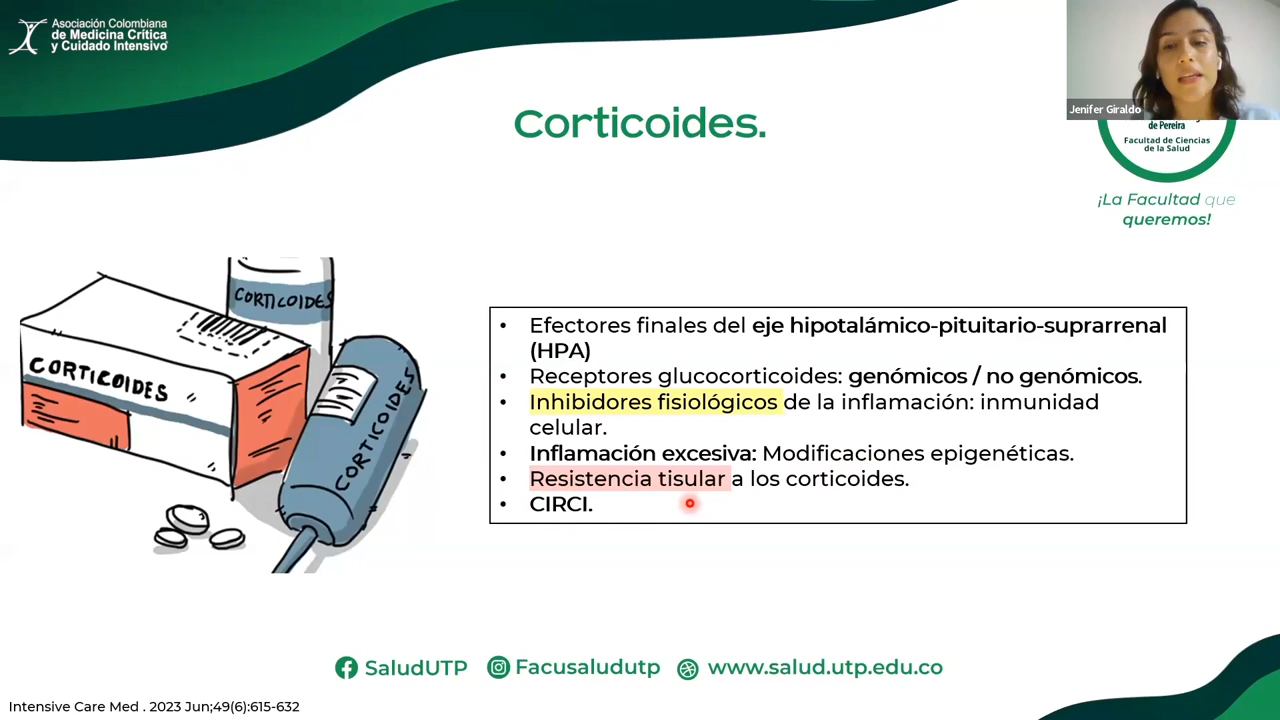 Asociación Colombiana
de Medicina Crítica
y Cuidado Intensivo
Jenifer Giraldo
de Pereira
Facultad de Ciencias
de la Salud
¡La Facultad que
queremos!
Corticoides.
CORTICOIDES
CORTICOIDES
CORTICOIDES
• Efectores finales del eje hipotalámico-pituitario-suprarrenal
(HPA)
• Receptores glucocorticoides: genómicos / no genómicos.
• Inhibidores fisiológicos de la inflamación: inmunidad
celular.
• Inflamación excesiva: Modificaciones epigenéticas.
• Resistencia tisular a los corticoides.
• CIRCI.
SaludUTP Facusaludutp www.salud.utp.edu.co
Intensive Care Med . 2023 Jun;49(6):615-632